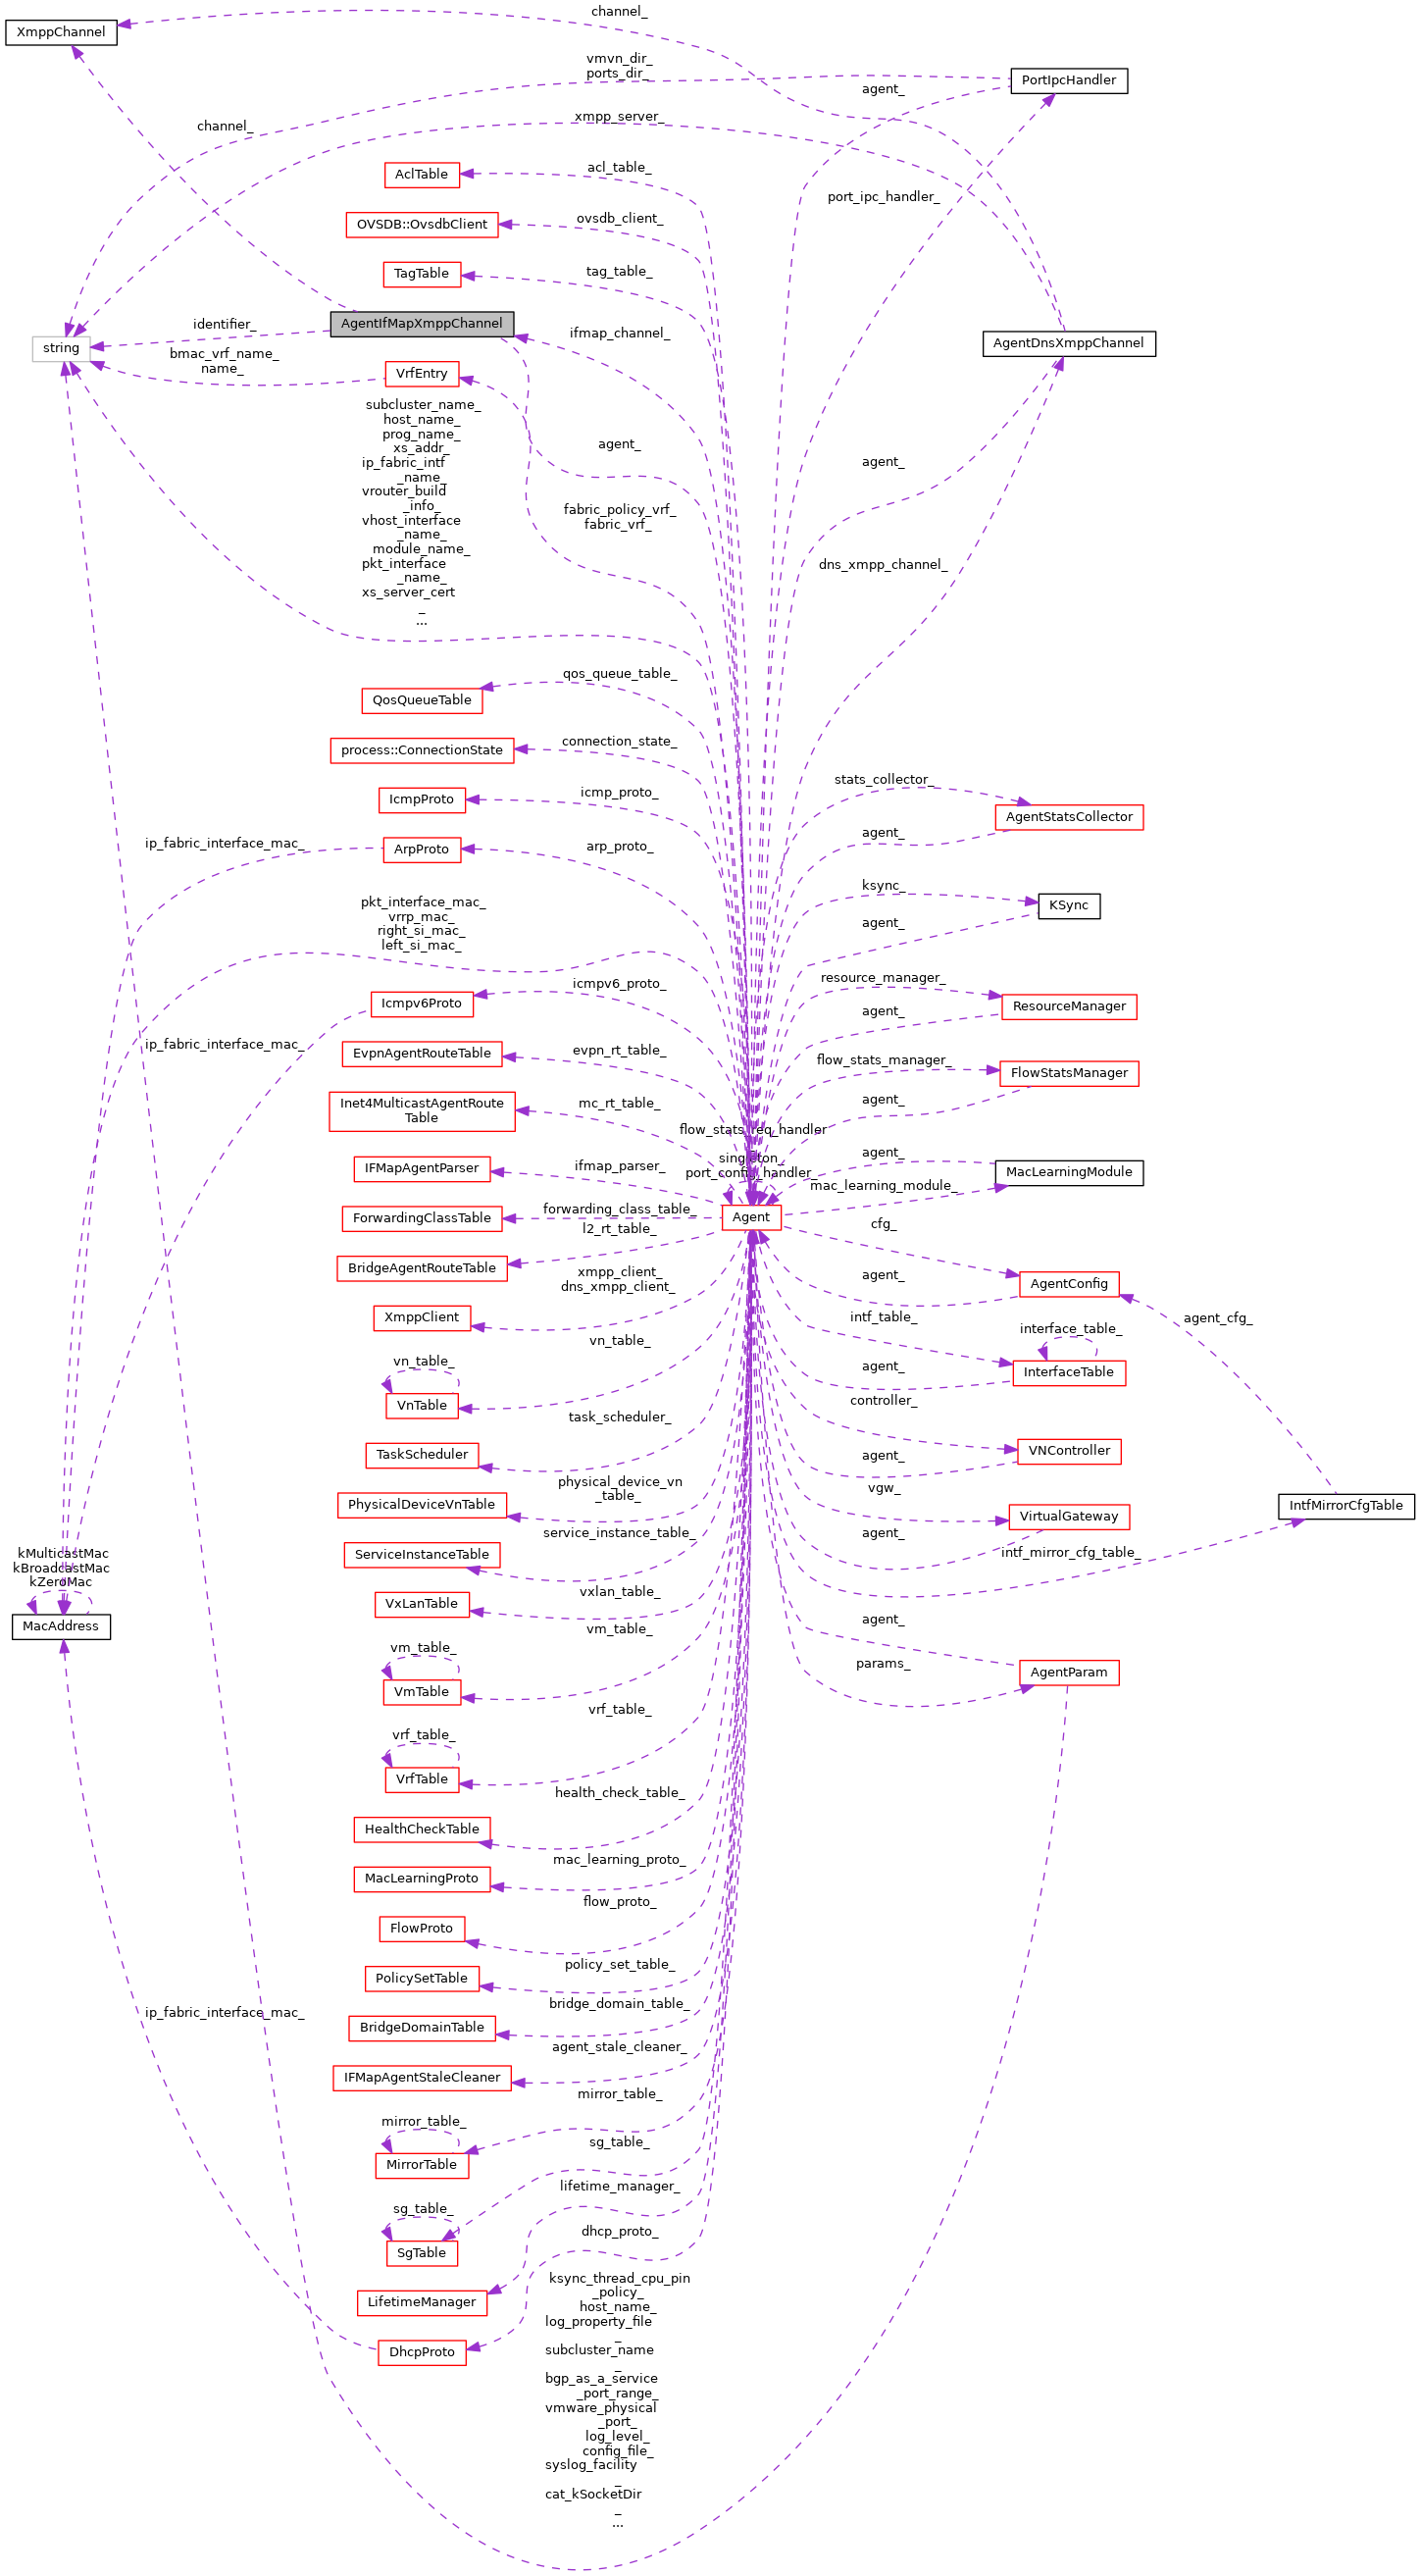 channel_
XmppChannel
vmvn_dir_
ports_dir_
PortIpcHandler
agent_
xmpp_server_
channel_
acl_table_
AclTable
port_ipc_handler_
ovsdb_client_
OVSDB::OvsdbClient
tag_table_
TagTable
AgentIfMapXmppChannel
identifier_
ifmap_channel_
AgentDnsXmppChannel
string
bmac_vrf_name_
name_
VrfEntry
subcluster_name_
host_name_
prog_name_
xs_addr_
ip_fabric_intf
_name_
vrouter_build
_info_
vhost_interface
_name_
module_name_
pkt_interface
_name_
xs_server_cert
_
...
agent_
agent_
fabric_policy_vrf_
fabric_vrf_
dns_xmpp_channel_
qos_queue_table_
QosQueueTable
connection_state_
process::ConnectionState
stats_collector_
icmp_proto_
IcmpProto
AgentStatsCollector
agent_
ip_fabric_interface_mac_
arp_proto_
ArpProto
ksync_
KSync
agent_
pkt_interface_mac_
vrrp_mac_
right_si_mac_
left_si_mac_
resource_manager_
icmpv6_proto_
Icmpv6Proto
ResourceManager
agent_
ip_fabric_interface_mac_
evpn_rt_table_
EvpnAgentRouteTable
flow_stats_manager_
FlowStatsManager
agent_
mc_rt_table_
Inet4MulticastAgentRoute
Table
flow_stats_req_handler
singleton_
port_config_handler_
agent_
MacLearningModule
mac_learning_module_
ifmap_parser_
IFMapAgentParser
forwarding_class_table_
ForwardingClassTable
Agent
cfg_
l2_rt_table_
BridgeAgentRouteTable
agent_
AgentConfig
xmpp_client_
dns_xmpp_client_
XmppClient
intf_table_
interface_table_
agent_cfg_
vn_table_
vn_table_
VnTable
agent_
InterfaceTable
controller_
task_scheduler_
TaskScheduler
agent_
VNController
physical_device_vn
_table_
PhysicalDeviceVnTable
vgw_
VirtualGateway
IntfMirrorCfgTable
agent_
service_instance_table_
ServiceInstanceTable
intf_mirror_cfg_table_
kMulticastMac
kBroadcastMac
kZeroMac
MacAddress
vxlan_table_
VxLanTable
agent_
vm_table_
vm_table_
VmTable
params_
AgentParam
vrf_table_
vrf_table_
VrfTable
health_check_table_
HealthCheckTable
mac_learning_proto_
MacLearningProto
flow_proto_
FlowProto
policy_set_table_
PolicySetTable
ip_fabric_interface_mac_
bridge_domain_table_
BridgeDomainTable
agent_stale_cleaner_
IFMapAgentStaleCleaner
mirror_table_
mirror_table_
MirrorTable
sg_table_
sg_table_
SgTable
lifetime_manager_
LifetimeManager
dhcp_proto_
DhcpProto
ksync_thread_cpu_pin
_policy_
host_name_
log_property_file
_
subcluster_name
_
bgp_as_a_service
_port_range_
vmware_physical
_port_
log_level_
config_file_
syslog_facility
_
cat_kSocketDir
_
...